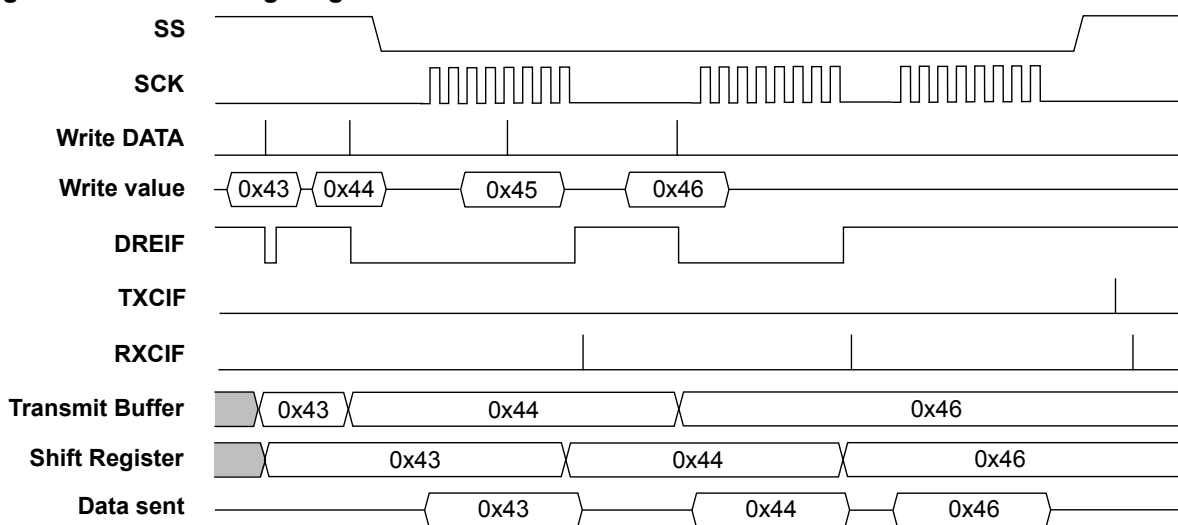 SS
SCK
Write DATA
Write value 0x43 0x44 0x45 0x46
DREIF
TXCIF
RXCIF
Transmit Buffer 0x43 0x44 0x46
Shift Register 0x43 0x44 0x46
Data sent 0x43 0x44 0x46